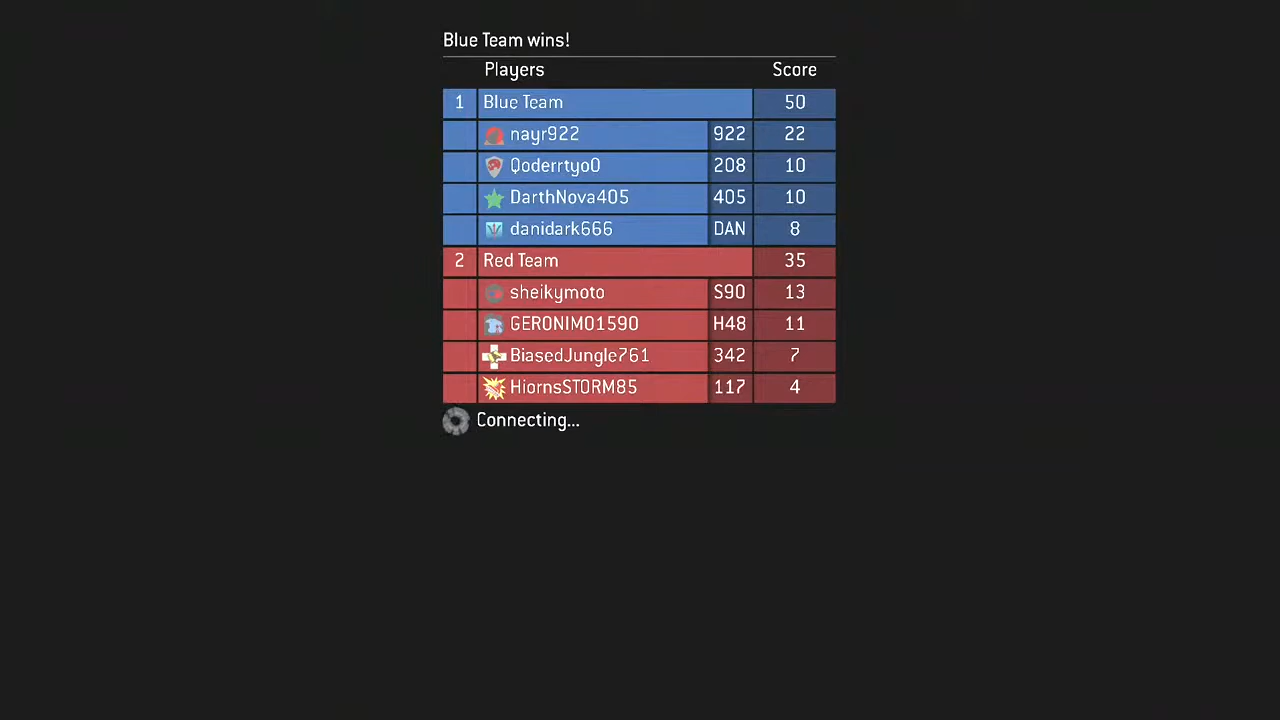 Blue Team wins!
Players Score
1 Blue Team 50
nayr922 922 22
Qoderrtyo0 208 10
DarthNova405 405 10
danidark666 DAN 8
2 Red Team 35
sheikymoto S90 13
GERONIMO1590 H48 11
BiasedJungle761 342 7
HiornsSTORM85 117 4
Connecting...